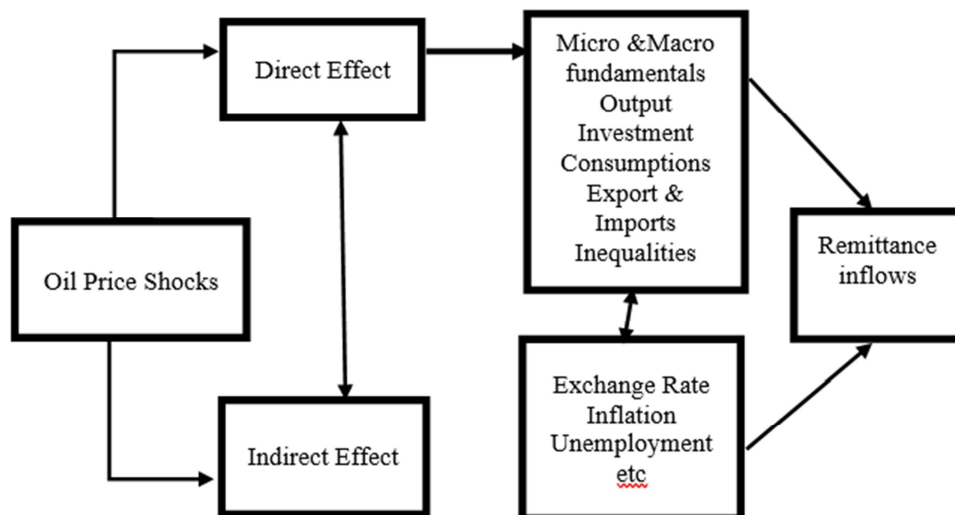 Direct Effect
Micro &Macro
fundamentals
Output
Investment
Consumptions
Export &
Imports
Inequalities
Oil Price Shocks
Remittance
inflows
Indirect Effect
Exchange Rate
Inflation
Unemployment
etc